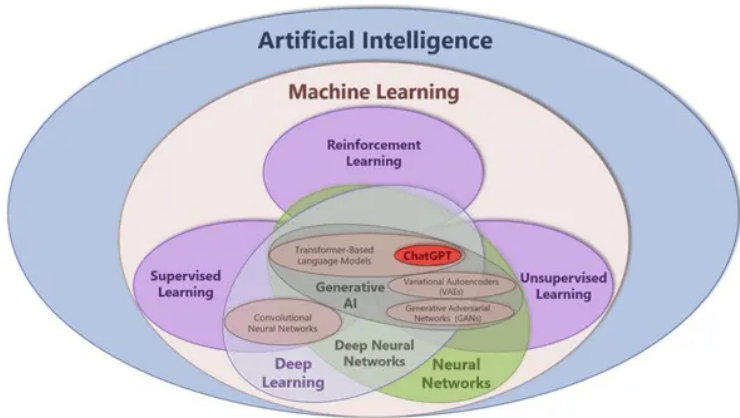 Artificial Intelligence
Machine Learning
Reinforcement
Learning
Transformer-Based
Language Models
ChatGPT
Supervised
Learning
Generative
AI
Variational Autoencoders
(VAEs)
Unsupervised
Learning
Generative Adversarial
Networks (GANs)
Convolutional
Neural Networks
Deep Neural
Networks
Deep
Learning
Neural
Networks